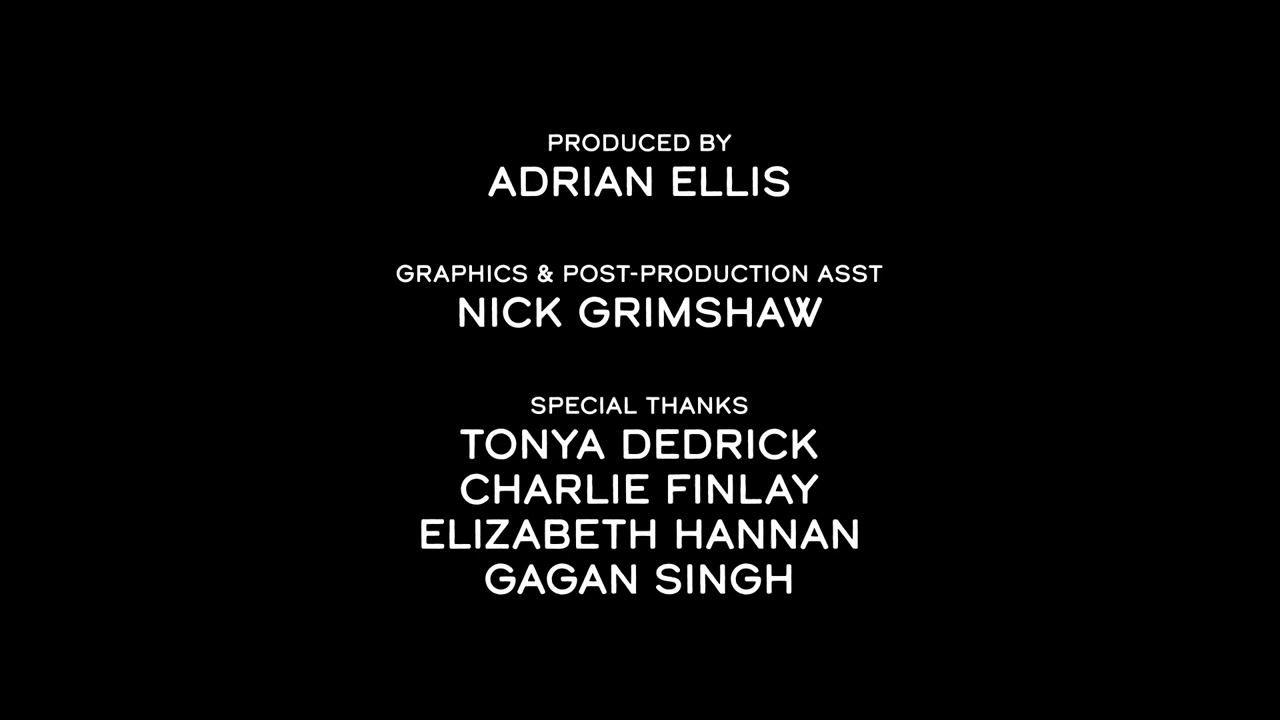 PRODUCED BY
ADRIAN ELLIS
GRAPHICS & POST-PRODUCTION ASST
NICK GRIMSHAW
SPECIAL THANKS
TONYA DEDRICK
CHARLIE FINLAY
ELIZABETH HANNAN
GAGAN SINGH